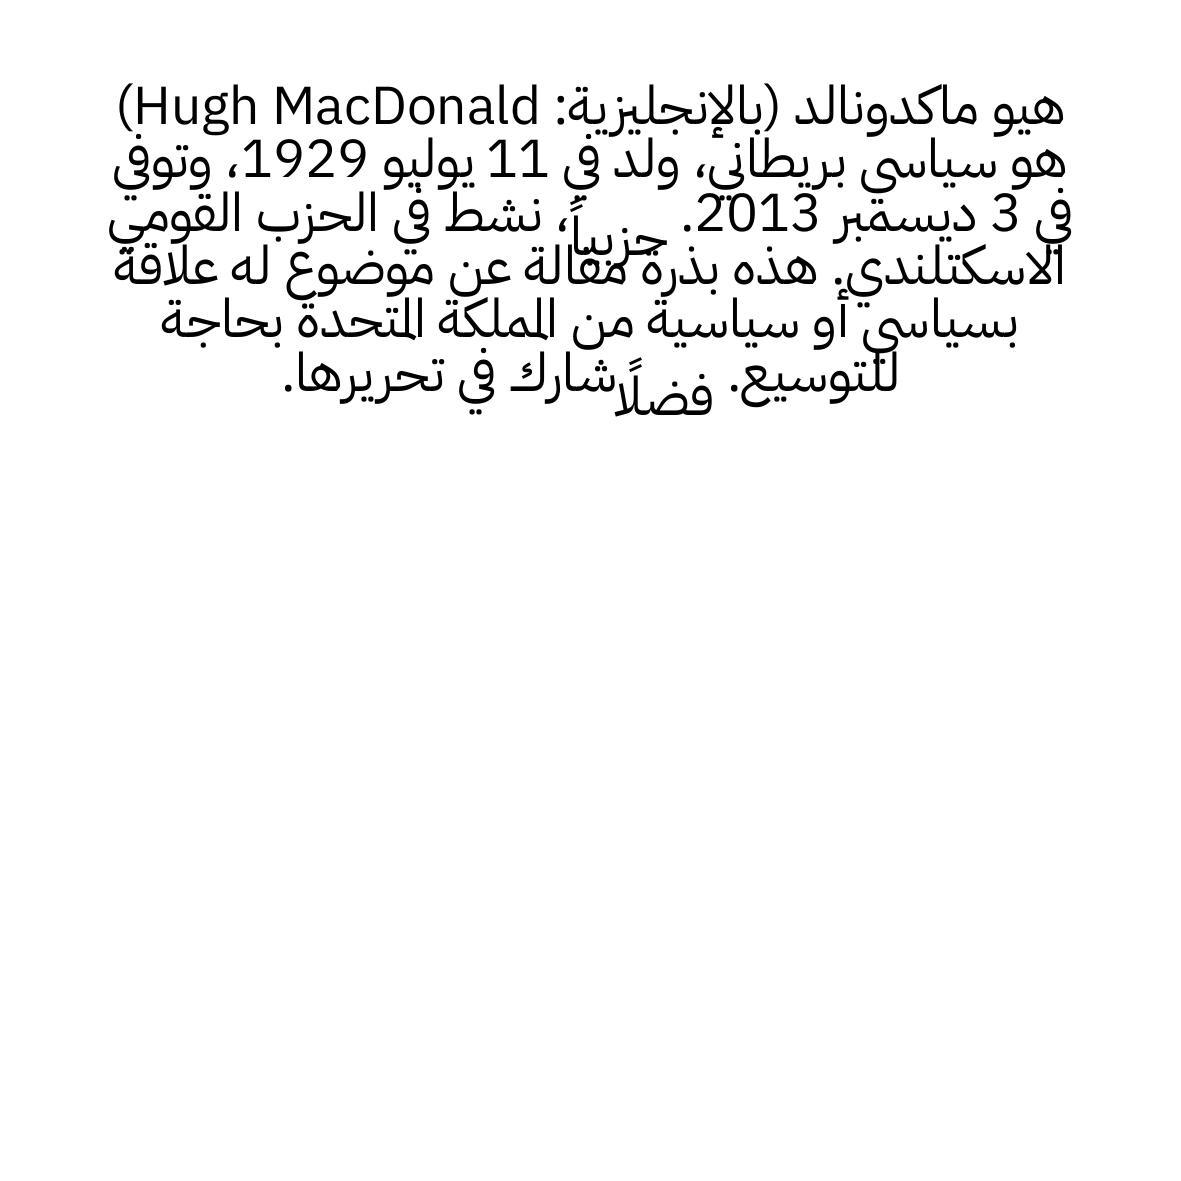 هيو ماكدونالد (بالإنجليزية: Hugh MacDonald)
هو سياسي بريطاني، ولد في 11 يوليو 1929، وتوفي
في 3 ديسمبر 2013. حزبياً، نشط في الحزب القومي
الاسكتلندي. هذه بذرة مقالة عن موضوع له علاقة
بسياسي أو سياسية من المملكة المتحدة بحاجة
للتوسيع. فضلًا شارك في تحريرها.